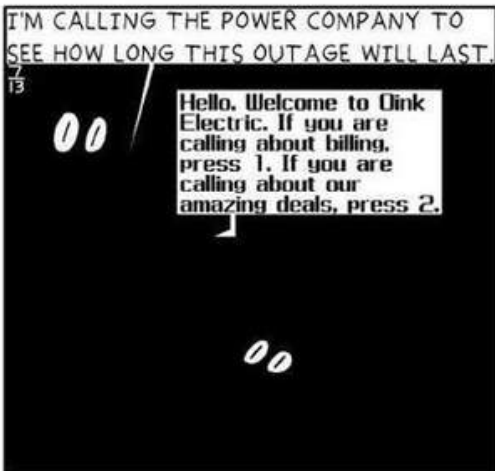 I'M CALLING THE POWER COMPANY TO
SEE HOW LONG THIS OUTAGE WILL LAST.
7
13
Hello. Welcome to Oink
Electric. If you are
calling about billing,
press 1. If you are
calling about our
amazing deals, press 2.